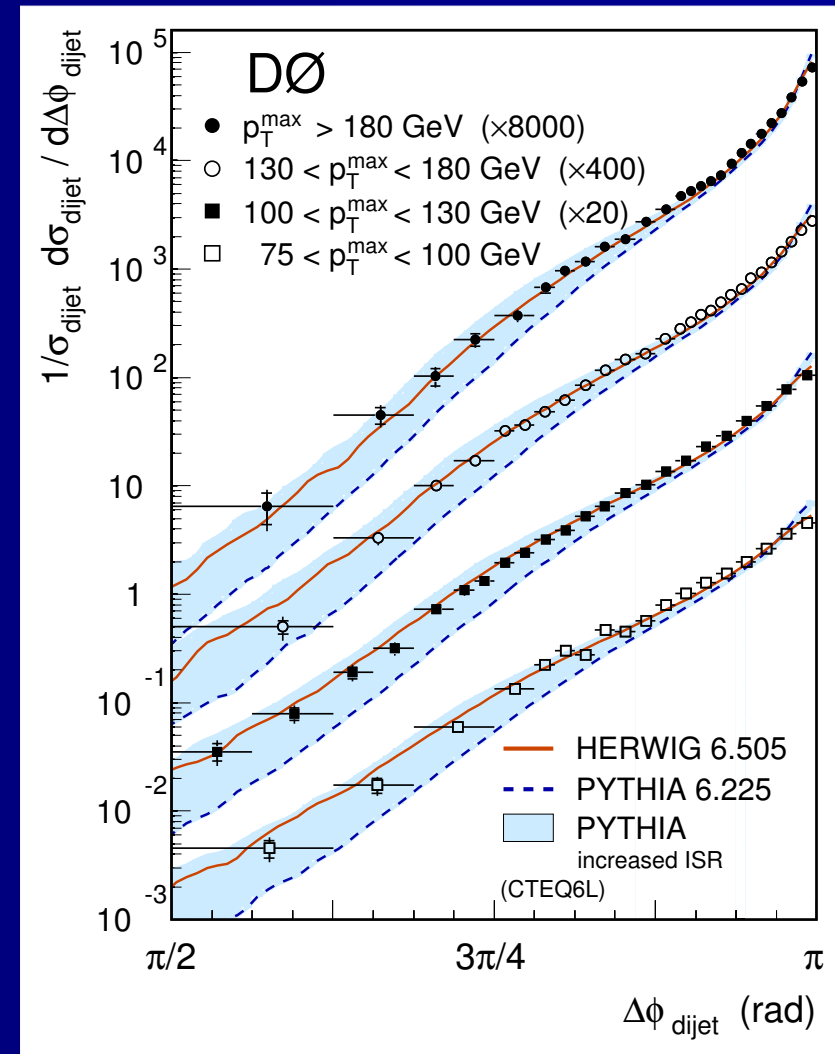 1/σ_dijet dσ_dijet / dΔϕ_dijet
DØ
p_T^max > 180 GeV (×8000)
130 < p_T^max < 180 GeV (×400)
100 < p_T^max < 130 GeV (×20)
75 < p_T^max < 100 GeV
10^5
10^4
10^3
10^2
10
1
10^-1
10^-2
10^-3
HERWIG 6.505
PYTHIA 6.225
PYTHIA
increased ISR
(CTEQ6L)
π/2 3π/4 π
Δϕ_dijet (rad)